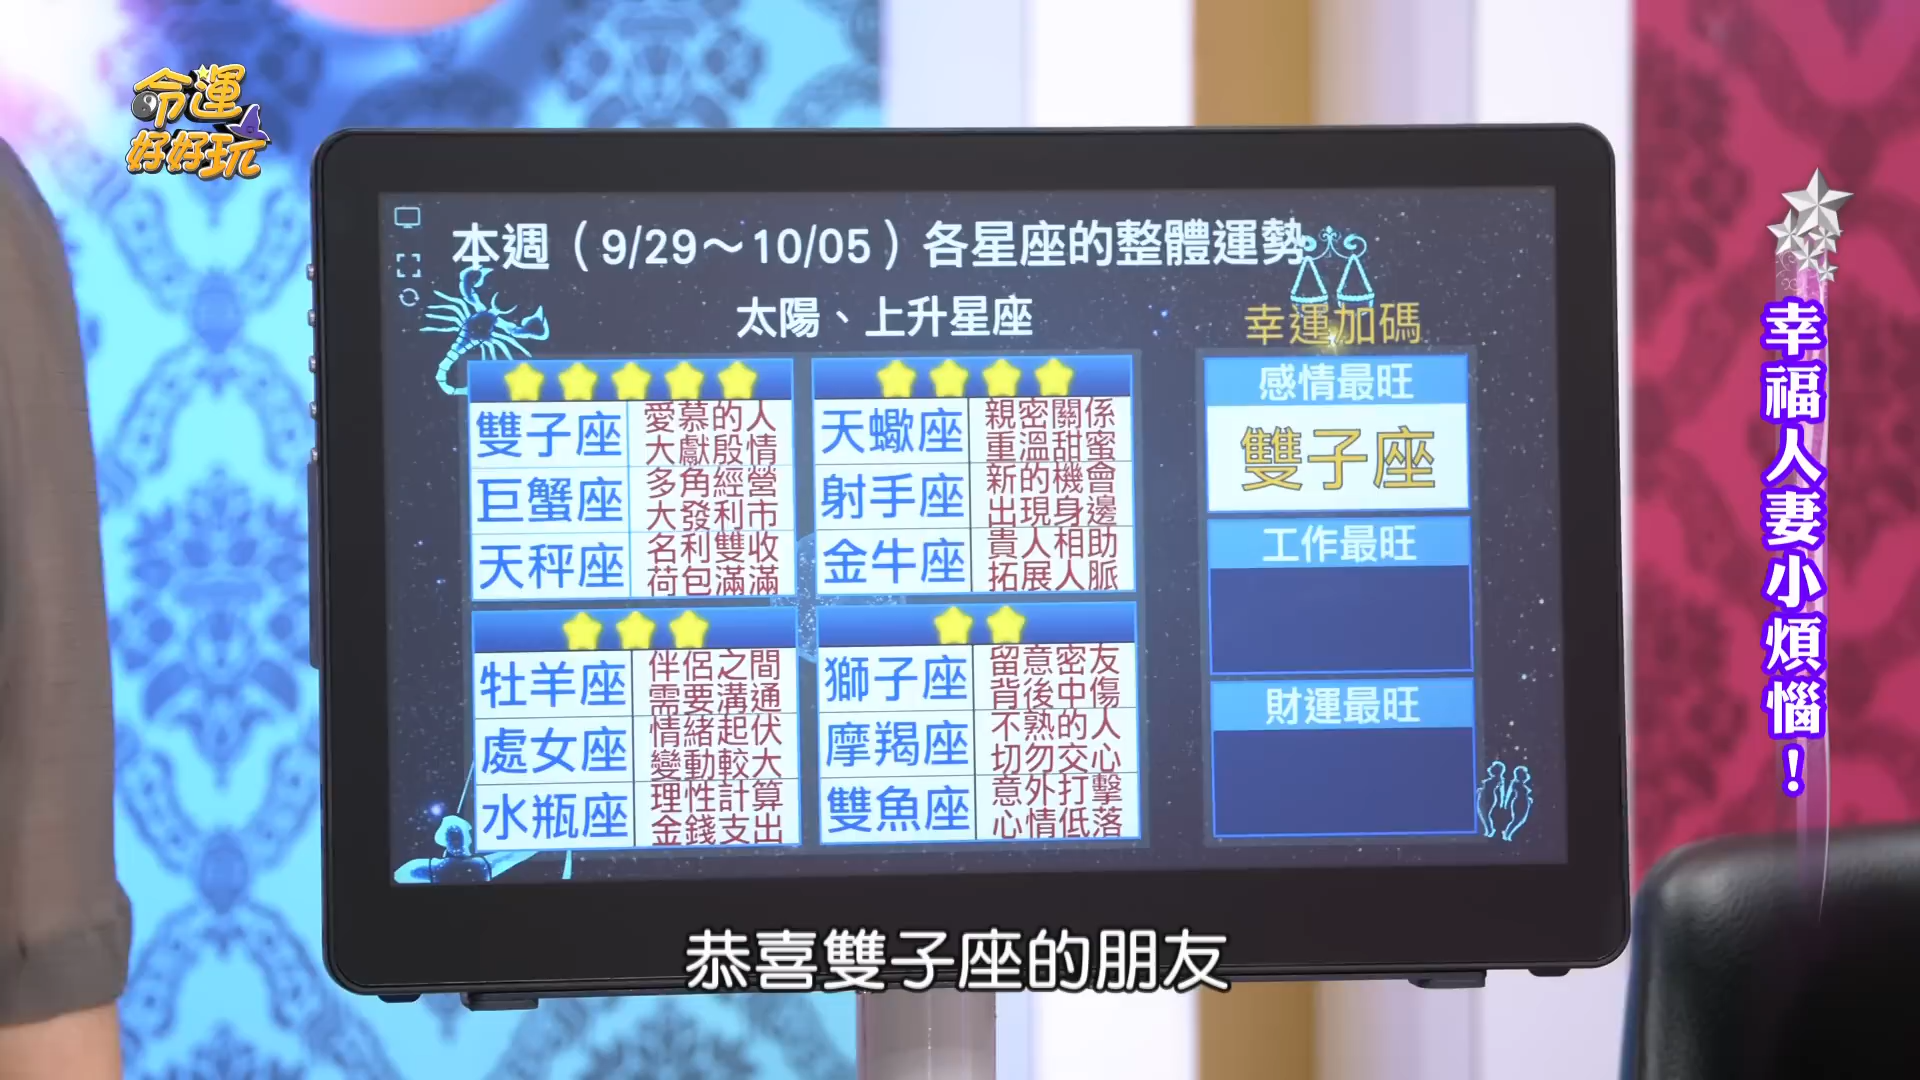 命運
好好玩
本週（9/29～10/05）各星座的整體運勢
太陽、上升星座
幸運加碼
雙子座
愛慕的人
大獻殷情
巨蟹座
多角經營
大發利市
天秤座
名利雙收
荷包滿滿
天蠍座
親密關係
重溫甜蜜
射手座
新的機會
出現身邊
金牛座
貴人相助
拓展人脈
牡羊座
伴侶之間
需要溝通
處女座
情緒起伏
變動較大
水瓶座
理性計算
金錢支出
獅子座
留意密友
背後中傷
摩羯座
不熟的人
切勿交心
雙魚座
意外打擊
心情低落
感情最旺
雙子座
工作最旺
財運最旺
幸福人妻小煩惱！
恭喜雙子座的朋友